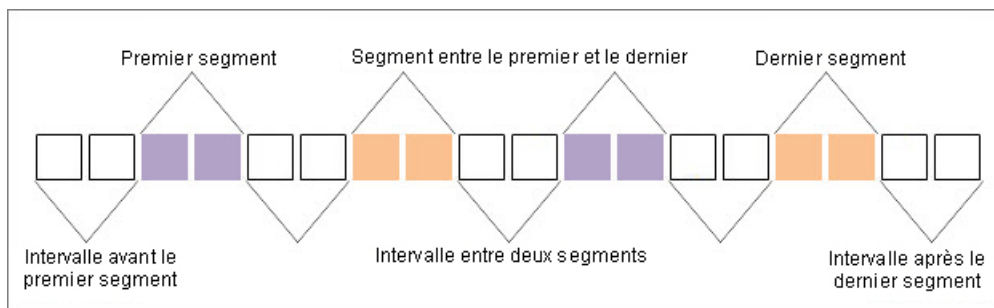 Premier segment
Segment entre le premier et le dernier
Dernier segment
Intervalle avant le
premier segment
Intervalle entre deux segments
Intervalle après le
dernier segment